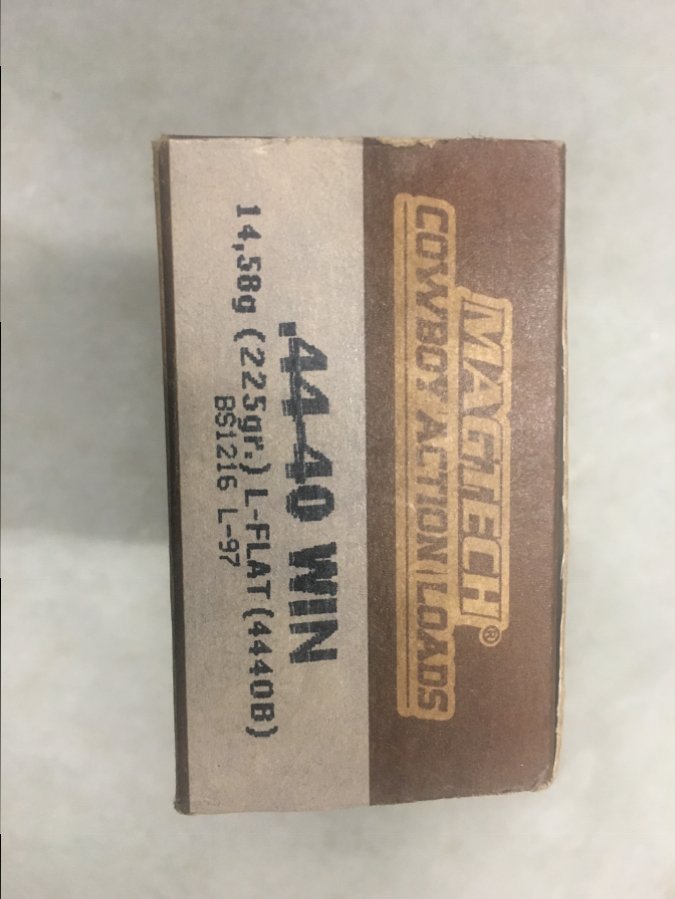 MAGTECH®
COWBOY ACTION LOADS
.44-40 WIN
14,58g (225gr.) L-FLAT (4440B)
BS1216 L-97